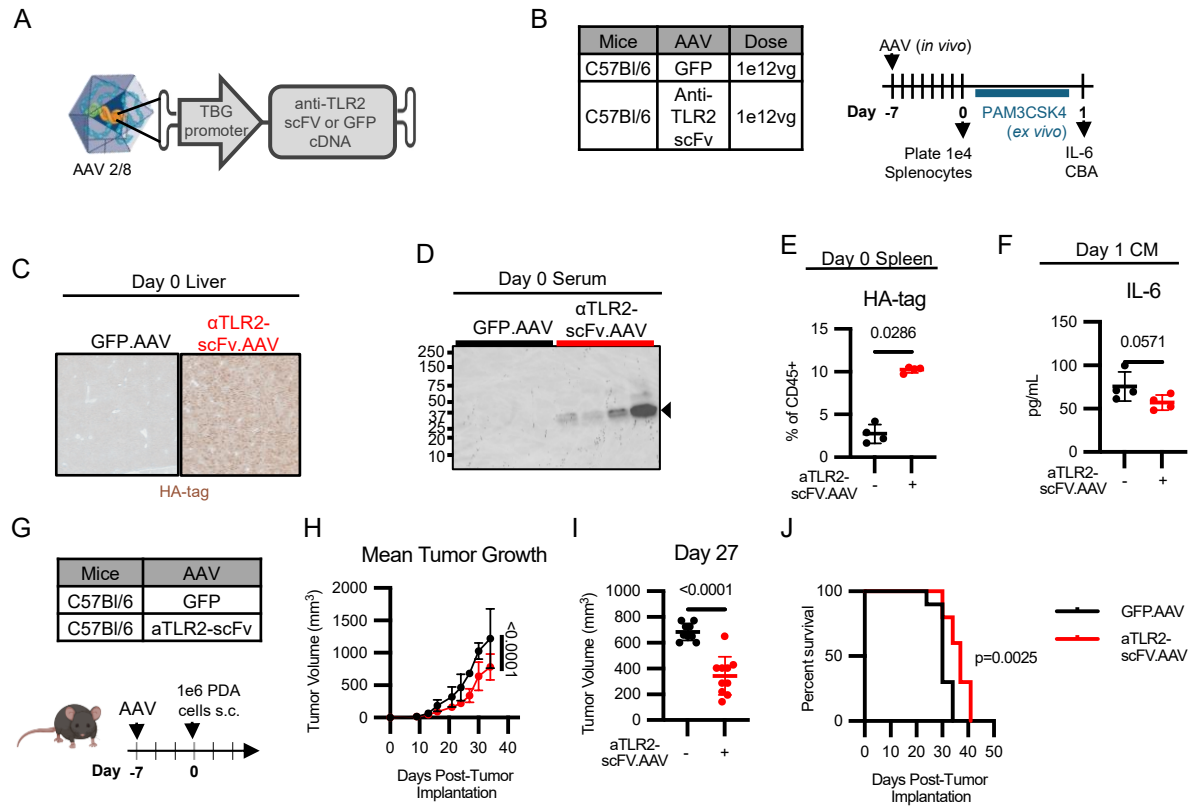 A
AAV 2/8
TBG
promoter
anti-TLR2
scFV or GFP
cDNA
B
Mice AAV Dose
C57Bl/6 GFP 1e12vg
C57Bl/6 Anti-
TLR2
scFv 1e12vg
AAV (in vivo)
Day -7 0 1
PAM3CSK4
(ex vivo)
Plate 1e4
Splenocytes
IL-6
CBA
C
Day 0 Liver
GFP.AAV
αTLR2-
scFv.AAV
HA-tag
D
Day 0 Serum
GFP.AAV
αTLR2-
scFv.AAV
250
150
75
50
37
25
20
10
E
Day 0 Spleen
HA-tag
0.0286
% of CD45+
15
10
5
0
aTLR2-
scFV.AAV
- +
F
Day 1 CM
IL-6
0.0571
pg/mL
150
100
50
0
aTLR2-
scFV.AAV
- +
G
Mice AAV
C57Bl/6 GFP
C57Bl/6 aTLR2-scFv
AAV
1e6 PDA
cells s.c.
Day -7 0
H
Mean Tumor Growth
Tumor Volume (mm³)
2000
1500
1000
500
0
0 10 20 30 40
<0.0001
Days Post-Tumor
Implantation
I
Day 27
<0.0001
Tumor Volume (mm³)
1000
800
600
400
200
0
aTLR2-
scFV.AAV
- +
J
Percent survival
100
50
0
0 10 20 30 40 50
p=0.0025
Days Post-Tumor
Implantation
GFP.AAV
aTLR2-
scFV.AAV